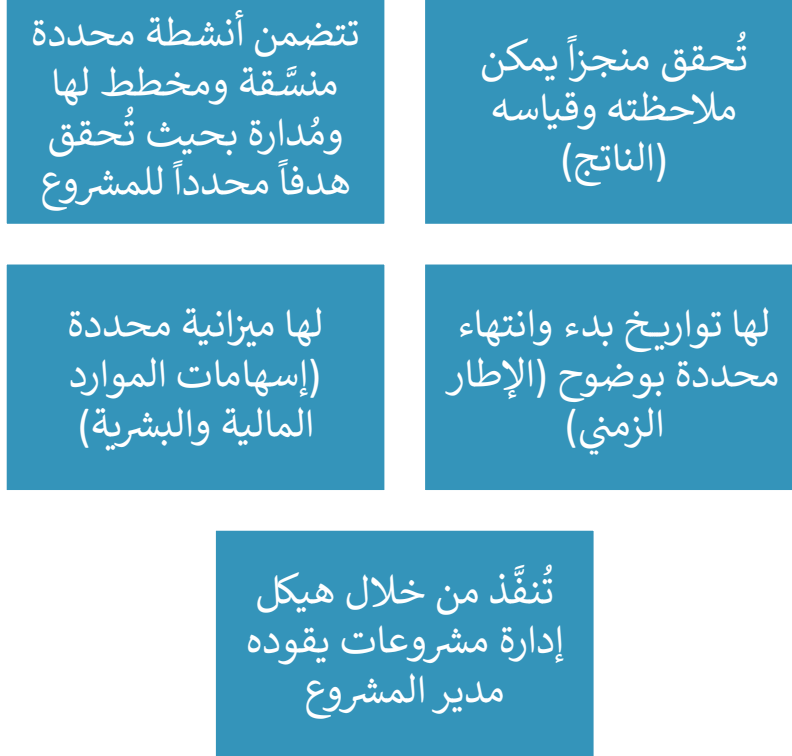 تُحقق منجزاً يمكن
ملاحظته وقياسه
(الناتج)
تتضمن أنشطة محددة
منسَّقة ومخطط لها
ومُدارة بحيث تُحقق
هدفاً محدداً للمشروع
لها تواريخ بدء وانتهاء
محددة بوضوح (الإطار
الزمني)
لها ميزانية محددة
(إسهامات الموارد
المالية والبشرية)
تُنفَّذ من خلال هيكل
إدارة مشروعات يقوده
مدير المشروع